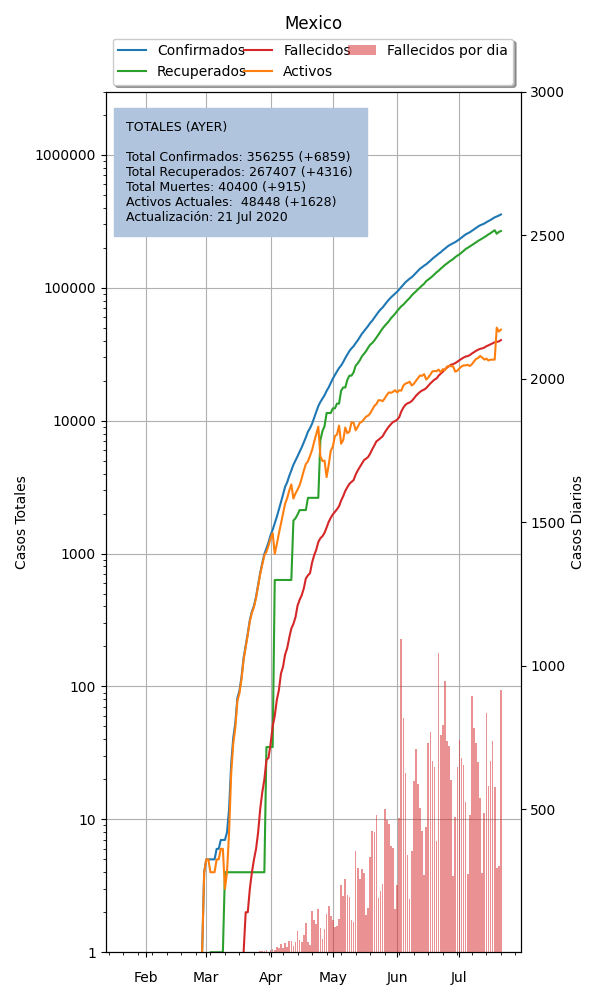 Mexico
Confirmados
Recuperados
Fallecidos
Activos
Fallecidos por dia
TOTALES (AYER)
Total Confirmados: 356255 (+6859)
Total Recuperados: 267407 (+4316)
Total Muertes: 40400 (+915)
Activos Actuales:  48448 (+1628)
Actualización: 21 Jul 2020
Casos Totales
1000000
100000
10000
1000
100
10
1
3000
2500
2000
1500
1000
500
Casos Diarios
Feb
Mar
Apr
May
Jun
Jul